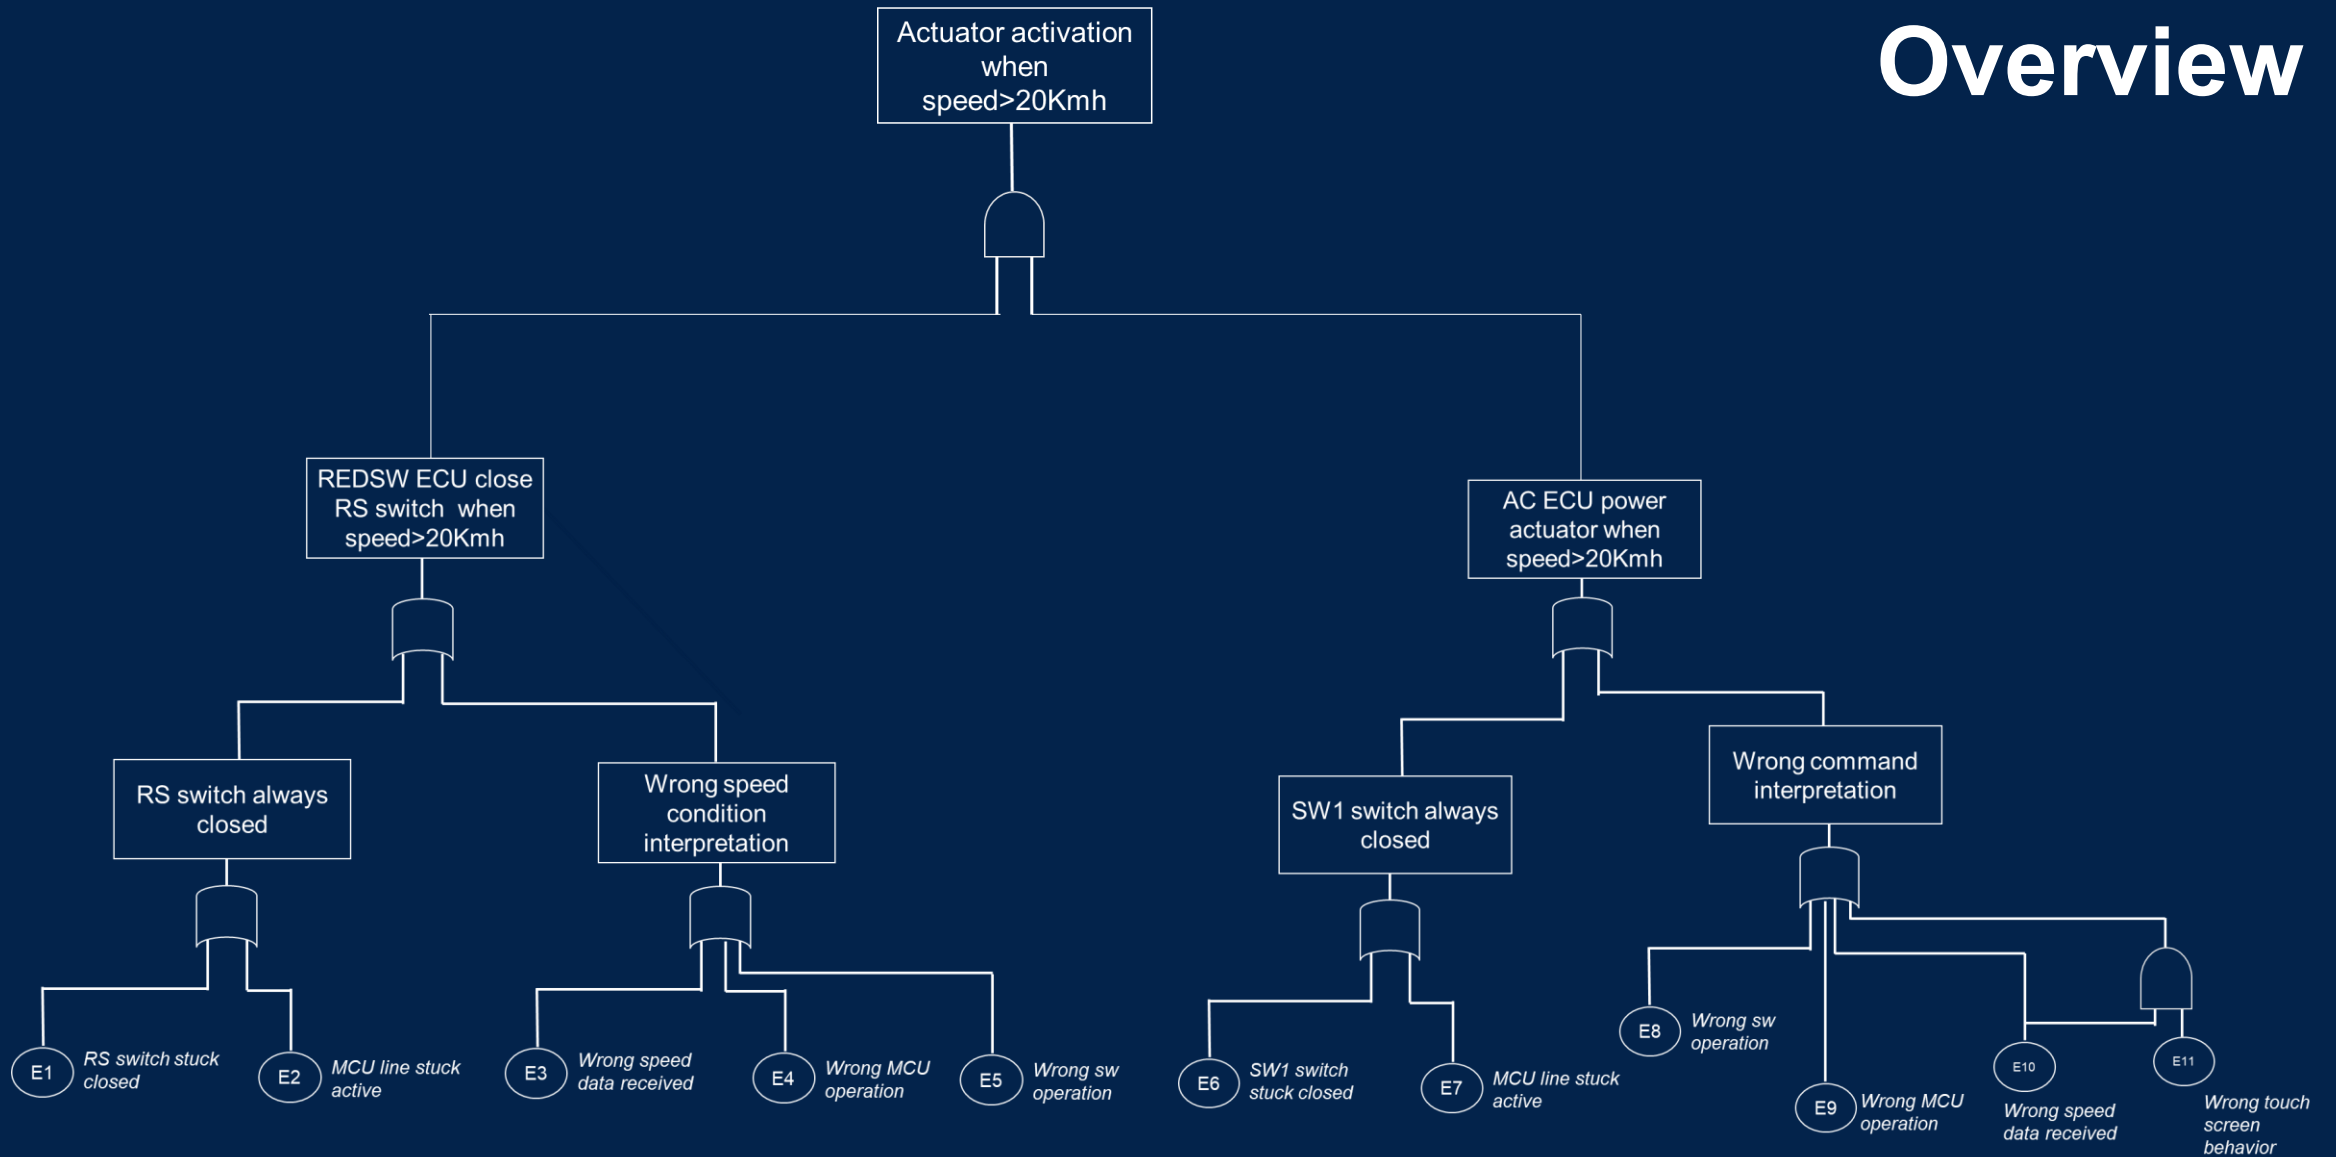 Overview
Actuator activation
when
speed>20Kmh
REDSW ECU close
RS switch  when
speed>20Kmh
AC ECU power
actuator when
speed>20Kmh
RS switch always
closed
Wrong speed
condition
interpretation
SW1 switch always
closed
Wrong command
interpretation
E1
RS switch stuck
closed
E2
MCU line stuck
active
E3
Wrong speed
data received
E4
Wrong MCU
operation
E5
Wrong sw
operation
E6
SW1 switch
stuck closed
E7
MCU line stuck
active
E8
Wrong sw
operation
E9
Wrong MCU
operation
E10
Wrong speed
data received
E11
Wrong touch
screen
behavior